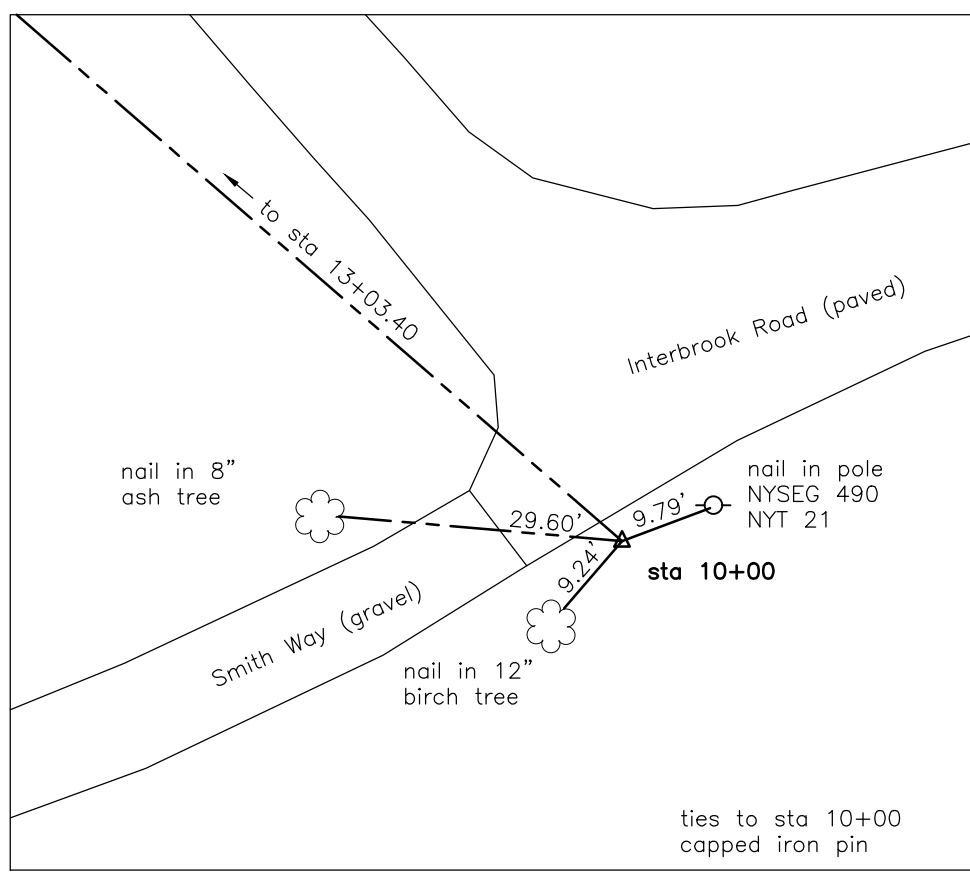 to sta 13+03.40
Interbrook Road (paved)
nail in 8”
ash tree
nail in pole
NYSEG 490
NYT 21
29.60’
9.79’
9.24’
sta 10+00
Smith Way (gravel)
nail in 12”
birch tree
ties to sta 10+00
capped iron pin